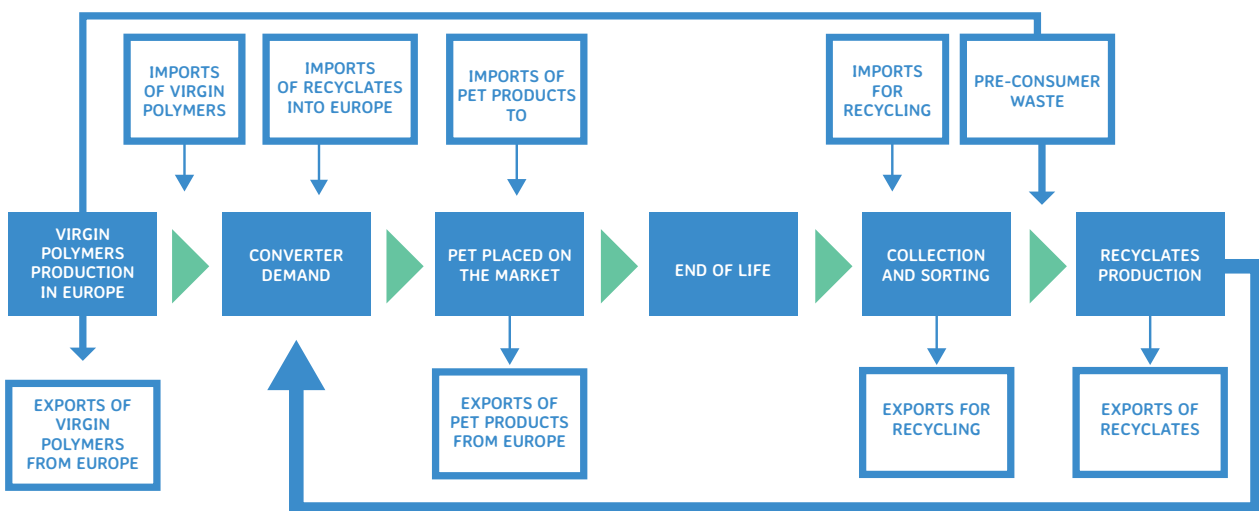 IMPORTS
OF VIRGIN
POLYMERS
IMPORTS
OF RECYCLATES
INTO EUROPE
IMPORTS OF
PET PRODUCTS
TO
IMPORTS
FOR
RECYCLING
PRE-CONSUMER
WASTE
VIRGIN
POLYMERS
PRODUCTION
IN EUROPE
CONVERTER
DEMAND
PET PLACED ON
THE MARKET
END OF LIFE
COLLECTION
AND SORTING
RECYCLATES
PRODUCTION
EXPORTS OF
VIRGIN
POLYMERS
FROM EUROPE
EXPORTS OF
PET PRODUCTS
FROM EUROPE
EXPORTS FOR
RECYCLING
EXPORTS OF
RECYCLATES